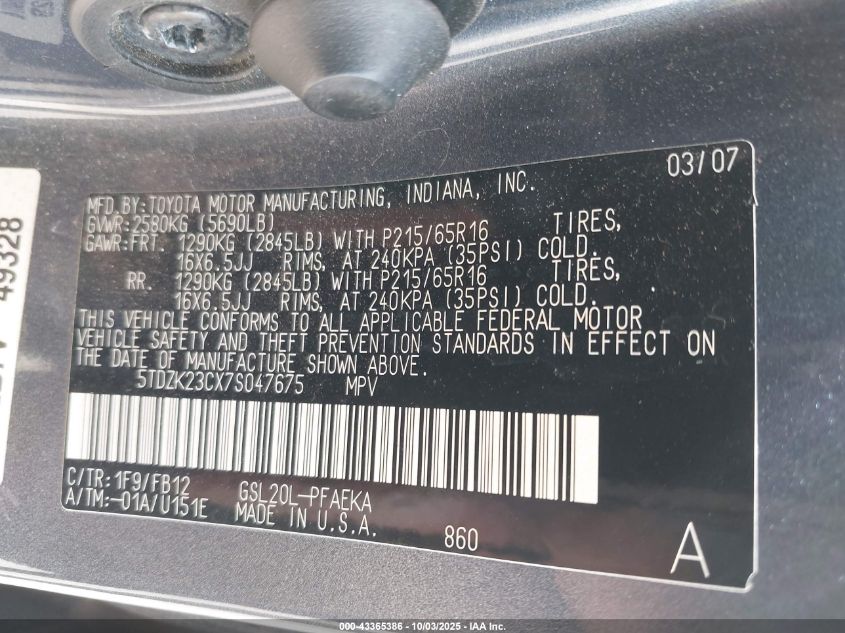 03/07
MFD.BY:TOYOTA MOTOR MANUFACTURING, INDIANA, INC.
GVWR:2580KG (5690LB)
GAWR:FRT. 1290KG (2845LB) WITH P215/65R16 TIRES,
16X6.5JJ RIMS, AT 240KPA (35PSI) COLD.
RR. 1290KG (2845LB) WITH P215/65R16 TIRES,
16X6.5JJ RIMS, AT 240KPA (35PSI) COLD.
THIS VEHICLE CONFORMS TO ALL APPLICABLE FEDERAL MOTOR
VEHICLE SAFETY AND THEFT PREVENTION STANDARDS IN EFFECT ON
THE DATE OF MANUFACTURE SHOWN ABOVE.
5TDZK23CX7S047675 MPV
C/TR:1F9/FB12 GSL20L-PFAEKA
A/TM:-01A/U151E MADE IN U.S.A.
860
A
49328
000-43365386 - 10/03/2025 - IAA Inc.